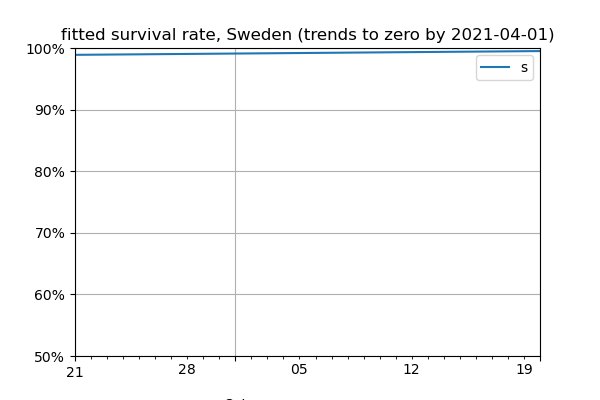 fitted survival rate, Sweden (trends to zero by 2021-04-01)
100%
s
90%
80%
70%
60%
50%
21 28 05 12 19